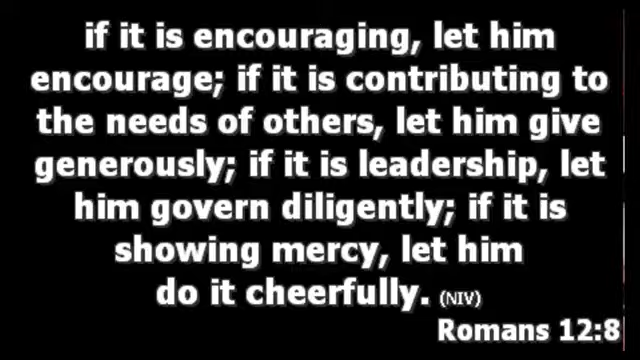 if it is encouraging, let him
encourage; if it is contributing to
the needs of others, let him give
generously; if it is leadership, let
him govern diligently; if it is
showing mercy, let him
do it cheerfully. (NIV)
Romans 12:8